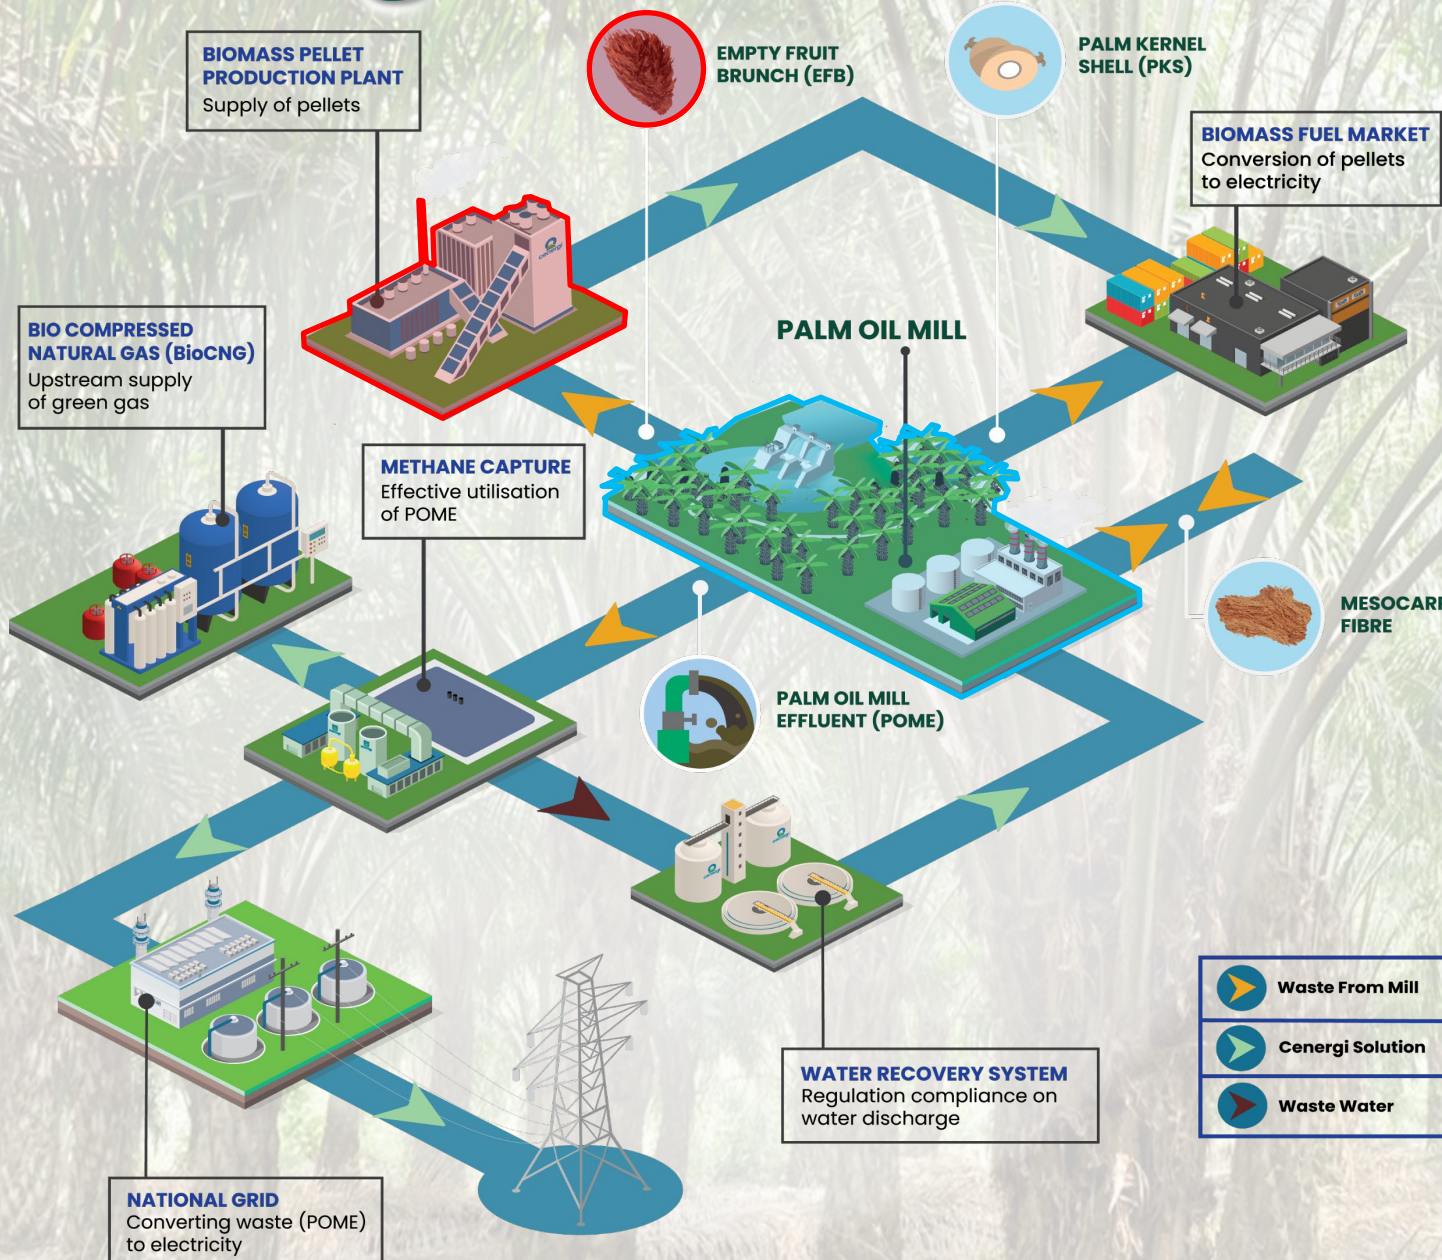 BIOMASS PELLET
PRODUCTION PLANT
Supply of pellets
EMPTY FRUIT
BRUNCH (EFB)
PALM KERNEL
SHELL (PKS)
BIOMASS FUEL MARKET
Conversion of pellets
to electricity
BIO COMPRESSED
NATURAL GAS (BioCNG)
Upstream supply
of green gas
PALM OIL MILL
METHANE CAPTURE
Effective utilisation
of POME
MESOCARP
FIBRE
PALM OIL MILL
EFFLUENT (POME)
Waste From Mill
Cenergi Solution
Waste Water
WATER RECOVERY SYSTEM
Regulation compliance on
water discharge
NATIONAL GRID
Converting waste (POME)
to electricity